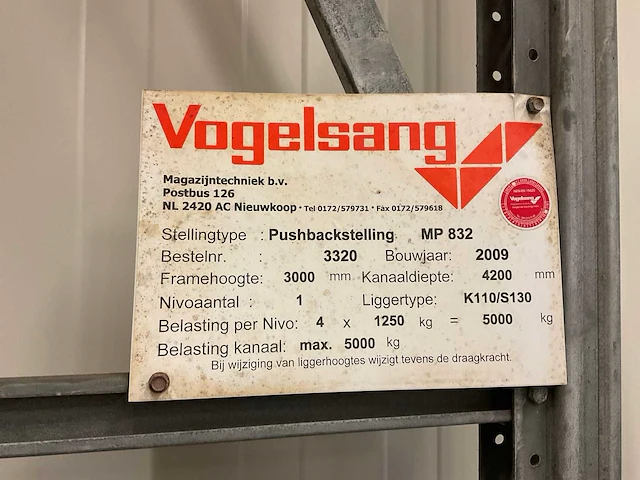 Vogelsang
Magazijntechniek b.v.
Postbus 126
NL 2420 AC Nieuwkoop • Tel 0172/579731 • Fax 0172/579618
Vogelsang
Stellingtype : Pushbackstelling MP 832
Bestelnr. : 3320 Bouwjaar: 2009
Framehoogte: 3000 mm Kanaaldiepte: 4200 mm
Nivoaantal : 1 Liggertype: K110/S130
Belasting per Nivo: 4 x 1250 kg = 5000 kg
Belasting kanaal: max. 5000 kg
Bij wijziging van liggerhoogtes wijzigt tevens de draagkracht.